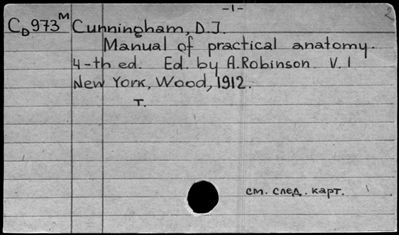 -1-
CD973M Cunningham, D.J.
Manual of practical anatomy.
4-th ed. Ed. by A. Robinson. V. 1
New York, Wood, 1912.
т.
см. след. карт.